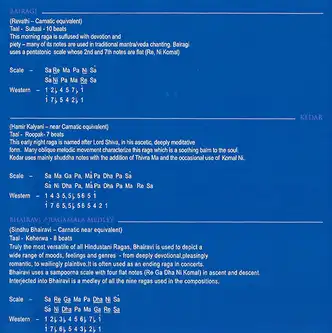 BAIRAGI
(Revathi – Carnatic equivalent)
Taal - Sultaal - 10 beats
This morning raga is suffused with devotion and
piety – many of its notes are used in traditional mantra/veda chanting. Bairagi
uses a pentatonic scale whose 2nd and 7th notes are flat (Re, Ni Komal)
Scale – Sa Re Ma Pa Ni Sa
Sa Ni Pa Ma Re Sa
Western – 1 2♭ 4 5 7♭ 1
1 7♭ 5 4 2♭ 1
KEDAR
(Hamir Kalyani – near Carnatic equivalent)
Taal - Roopak- 7 beats
This early night raga is named after Lord Shiva, in his ascetic, deeply meditative
form. Many oblique melodic movement characterize this raga which is a soothing balm to the soul.
Kedar uses mainly shuddha notes with the addition of Thivra Ma and the occasional use of Komal Ni.
Scale – Sa Ma Ga Pa, Ma Pa Dha Pa Sa
Sa Ni Dha Pa, Ma Pa Dha Pa Ma Re Sa
Western – 1 4 3 5, 5 6 5 1
1 7 6 5, 5 6 5 4 2 1
BHAIRAVI / RAGAMALA MEDLEY
(Sindhu Bhairavi – Carnatic near equivalent)
Taal - Keherwa - 8 beats
Truly the most versatile of all Hindustani Ragas, Bhairavi is used to depict a
wide range of moods, feelings and genres - from deeply devotional, pleasingly
romantic, to wailingly plaintive. It is often used as an ending raga in concerts.
Bhairavi uses a sampoorna scale with four flat notes (Re Ga Dha Ni Komal) in ascent and descent.
Interjected into Bhairavi is a medley of all the nine ragas used in the compositions.
Scale – Sa Re Ga Ma Pa Dha Ni Sa
Sa Ni Dha Pa Ma Ga Re Sa
Western – 1 2♭ 3♭ 4 5 6♭ 7♭ 1
1 7♭ 6♭ 5 4 3♭ 2♭ 1